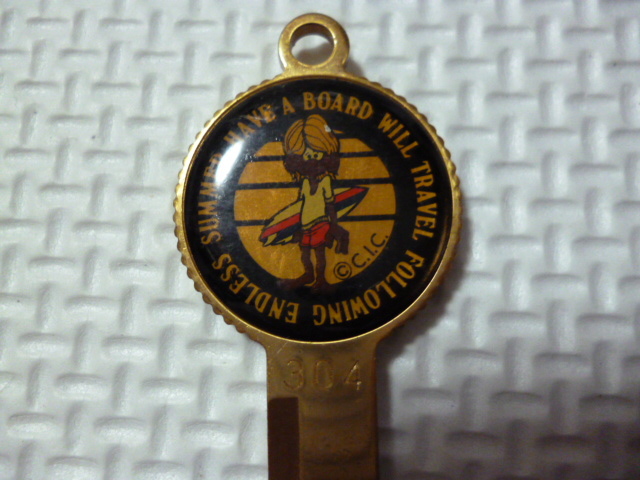 HAVE A BOARD WILL TRAVEL FOLLOWING ENDLESS SUMMER
© C.I.C.
304